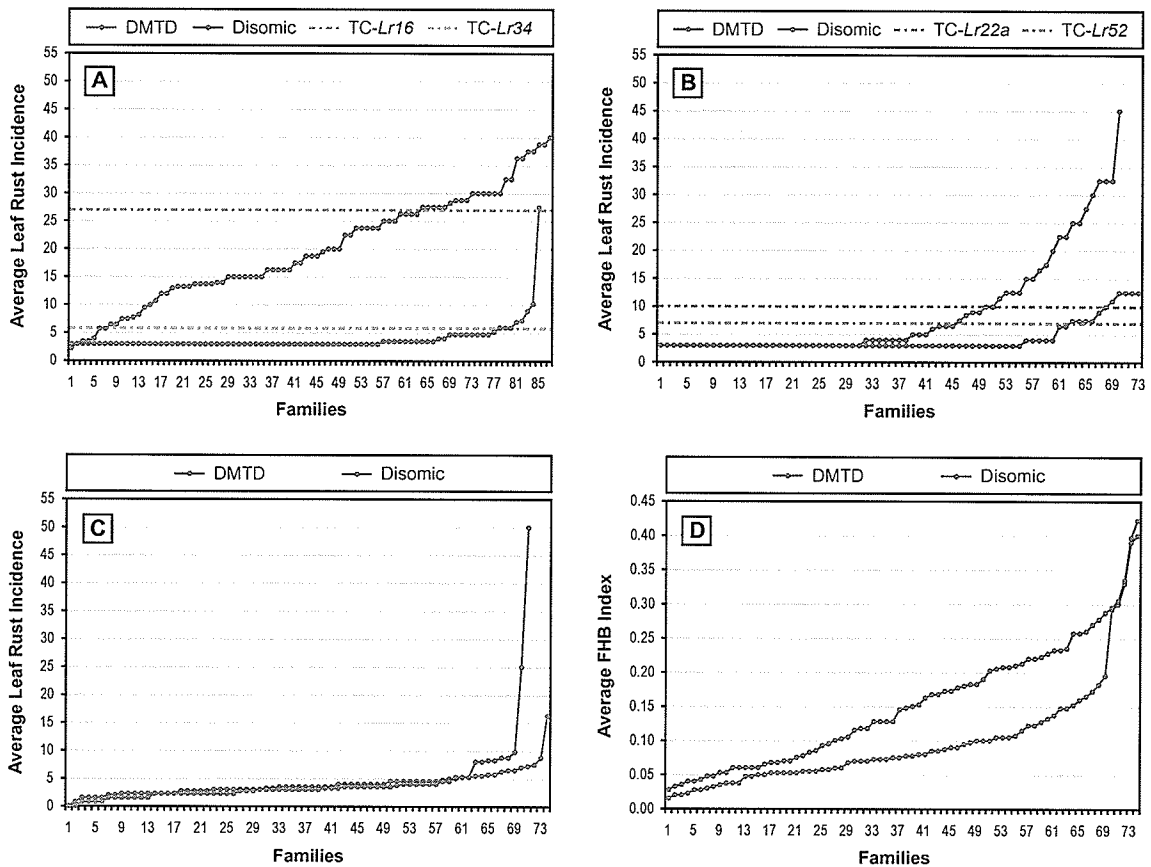 DMTD Disomic TC-Lr16 TC-Lr34
A
Average Leaf Rust Incidence
55
50
45
40
35
30
25
20
15
10
5
0
1 5 9 13 17 21 25 29 33 37 41 45 49 53 57 61 65 69 73 77 81 85
Families
DMTD Disomic TC-Lr22a TC-Lr52
B
Average Leaf Rust Incidence
55
50
45
40
35
30
25
20
15
10
5
0
1 5 9 13 17 21 25 29 33 37 41 45 49 53 57 61 65 69 73
Families
DMTD Disomic
C
Average Leaf Rust Incidence
55
50
45
40
35
30
25
20
15
10
5
0
1 5 9 13 17 21 25 29 33 37 41 45 49 53 57 61 65 69 73
Families
DMTD Disomic
D
Average FHB Index
0.45
0.40
0.35
0.30
0.25
0.20
0.15
0.10
0.05
0.00
1 5 9 13 17 21 25 29 33 37 41 45 49 53 57 61 65 69 73
Families